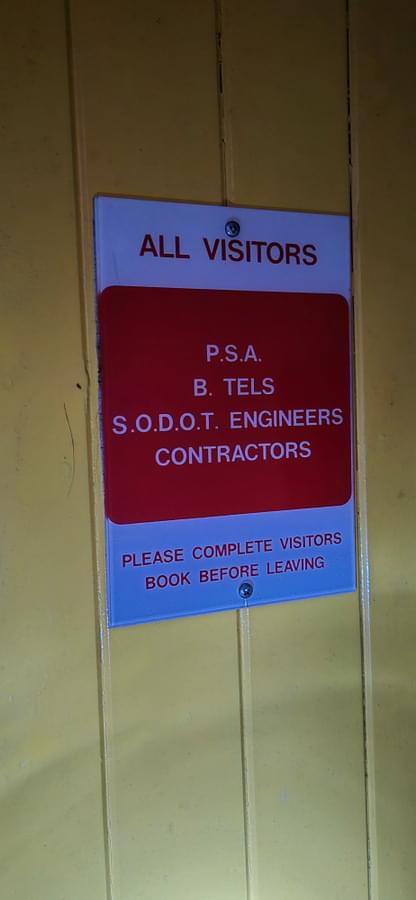 ALL VISITORS
P.S.A.
B. TELS
S.O.D.O.T. ENGINEERS
CONTRACTORS
PLEASE COMPLETE VISITORS
BOOK BEFORE LEAVING